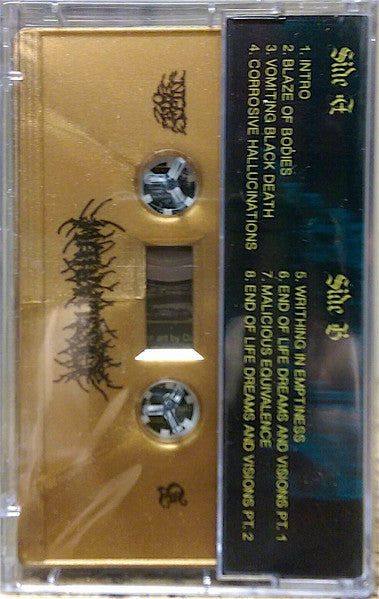 Side A
1. INTRO
2. BLAZE OF BODIES
3. VOMITING BLACK DEATH
4. CORROSIVE HALLUCINATIONS
Side B
5. WRITHING IN EMPTINESS
6. END OF LIFE DREAMS AND VISIONS PT. 1
7. MALICIOUS EQUIVALENCE
8. END OF LIFE DREAMS AND VISIONS PT. 2
art by
B